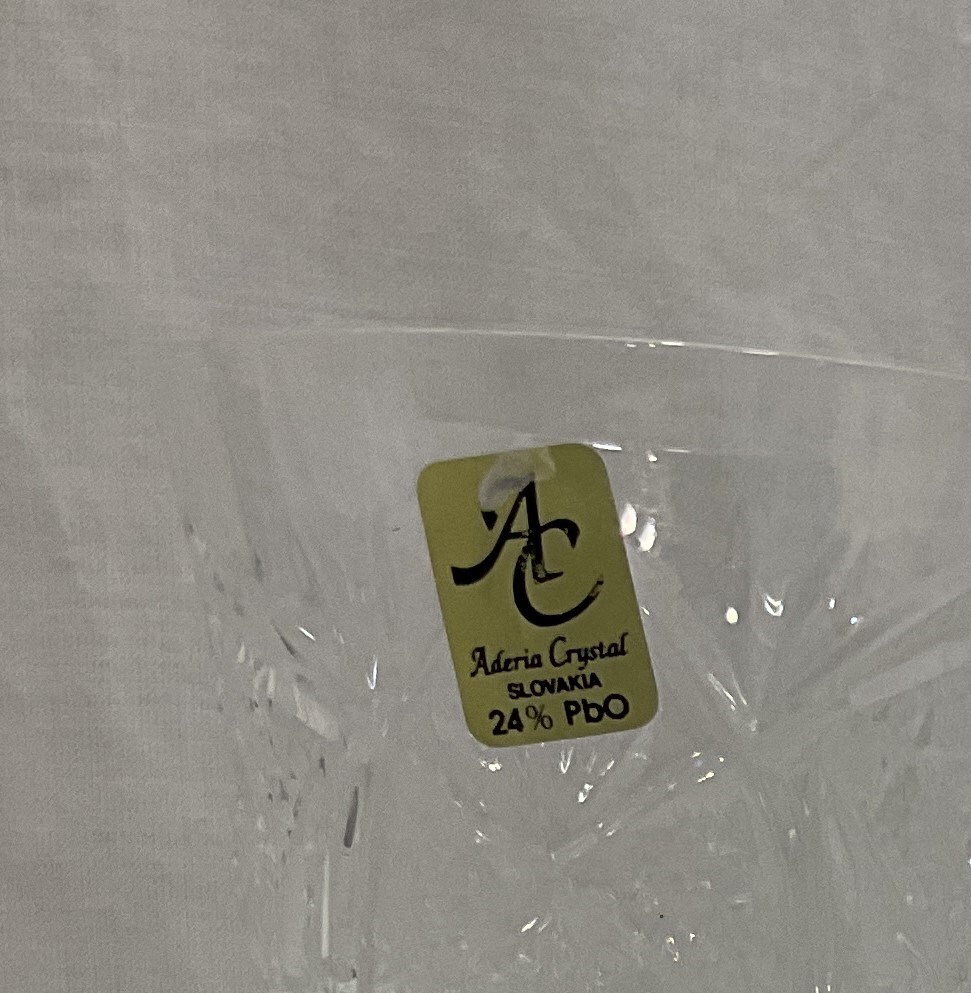 AC
Aderia Crystal
SLOVAKIA
24% PbO